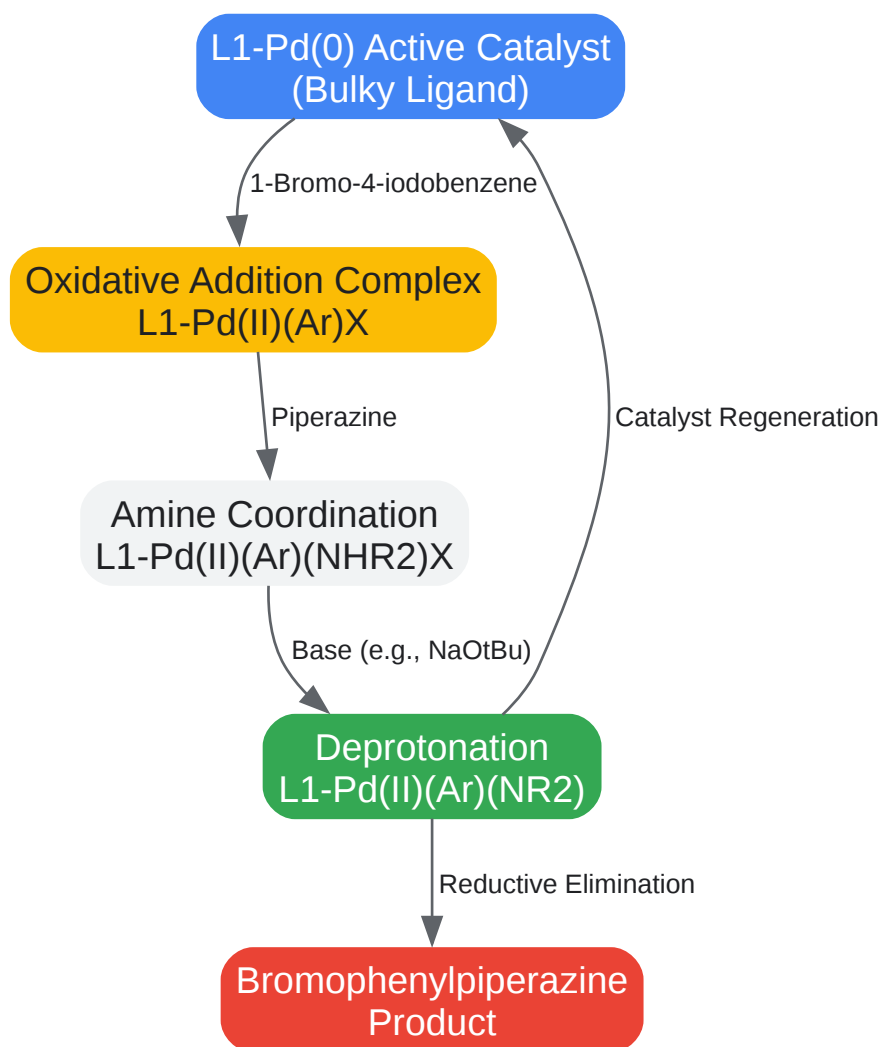 L1-Pd(0) Active Catalyst
(Bulky Ligand)
1-Bromo-4-iodobenzene
Oxidative Addition Complex
L1-Pd(II)(Ar)X
Piperazine
Catalyst Regeneration
Amine Coordination
L1-Pd(II)(Ar)(NHR2)X
Base (e.g., NaOtBu)
Deprotonation
L1-Pd(II)(Ar)(NR2)
Reductive Elimination
Bromophenylpiperazine
Product